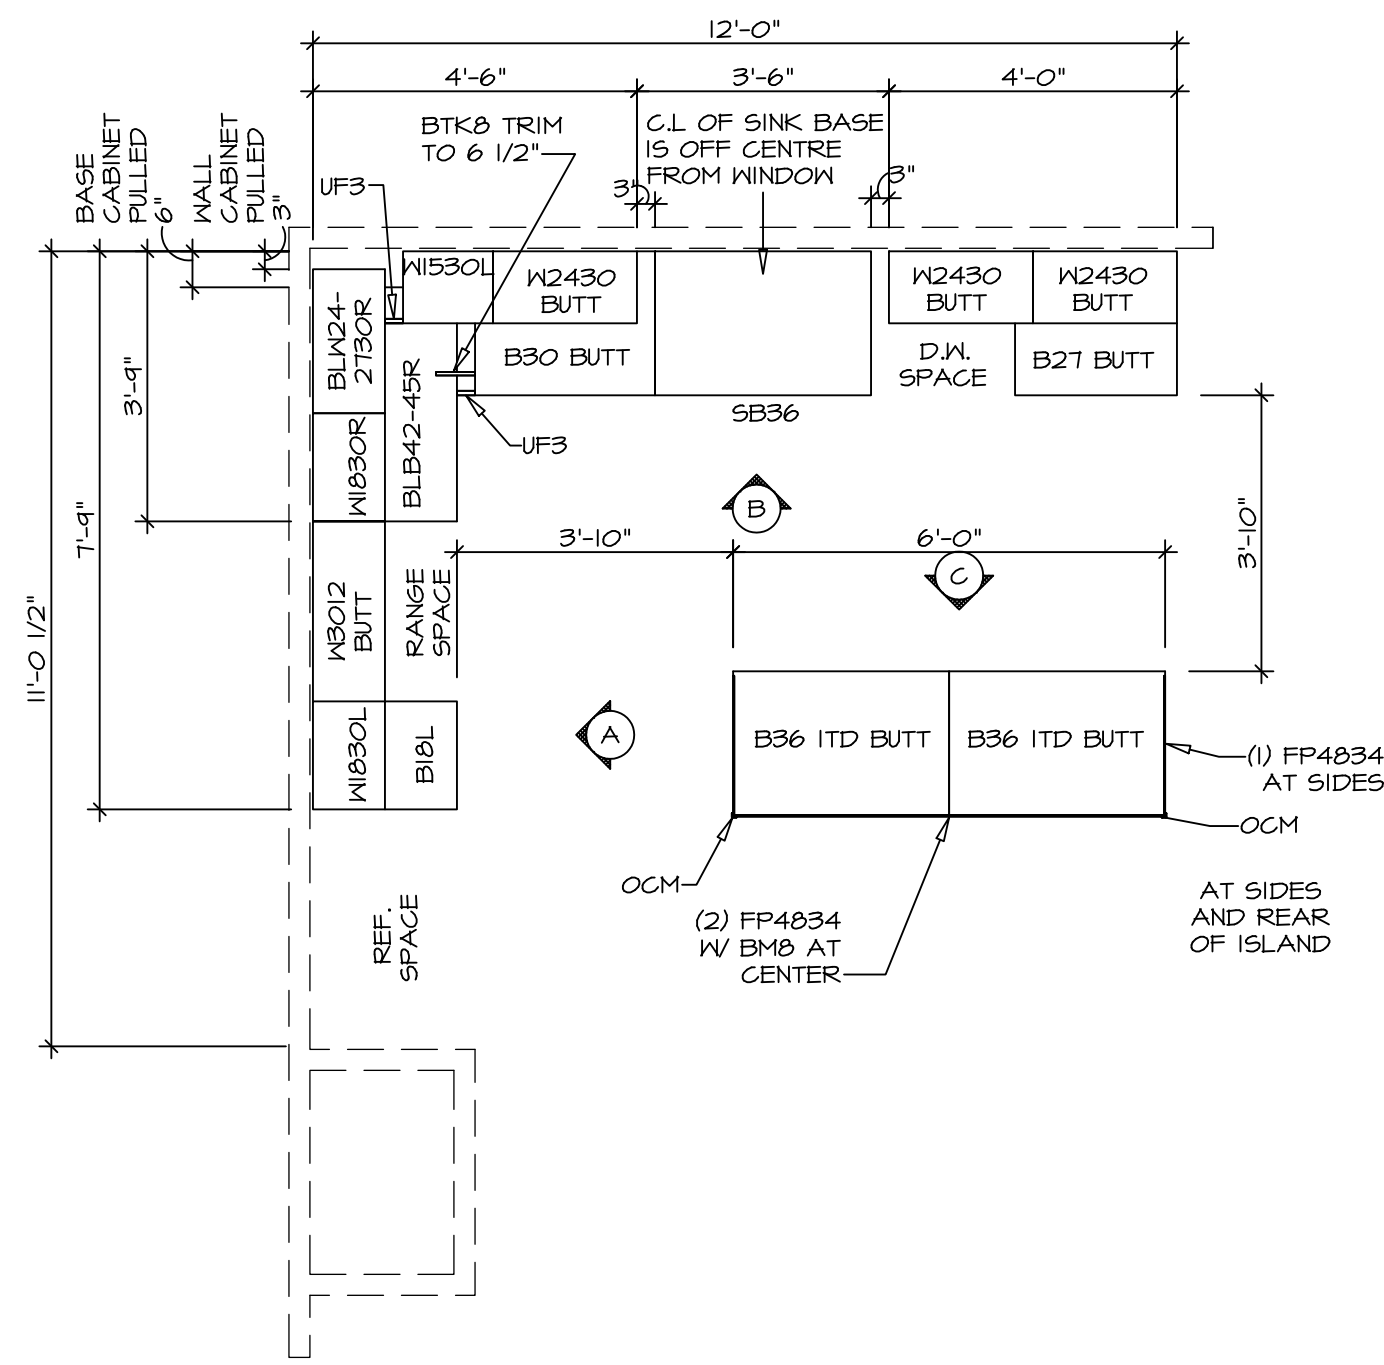 12'-0"
4'-6"
3'-6"
4'-0"
BTK8 TRIM
TO 6 1/2"
C.L OF SINK BASE
IS OFF CENTRE
FROM WINDOW
BASE
CABINET
PULLED
6"
WALL
CABINET
PULLED
3"
UF3
3"
3"
W1530L
W2430
BUTT
W2430
BUTT
W2430
BUTT
BLW24-
2730R
B30 BUTT
D.W.
SPACE
B27 BUTT
SB36
3'-9"
W1830R
BLB42-45R
UF3
B
7'-9"
3'-10"
6'-0"
3'-10"
C
W3012
BUTT
RANGE
SPACE
11'-0 1/2"
W1830L
B18L
A
B36 1TD BUTT
B36 1TD BUTT
(1) FP4834
AT SIDES
OCM
OCM
(2) FP4834
W/ BM8 AT
CENTER
AT SIDES
AND REAR
OF ISLAND
REF.
SPACE